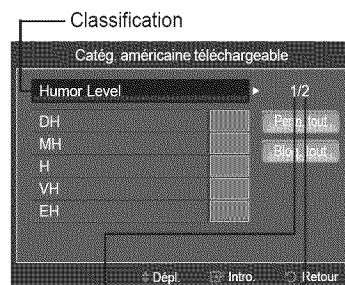 Classification
Catég. américaine téléchargeable
Humor Level 1/2
DH Perm. tout
MH Bloq. tout
H
VH
EH
Dépl. Intro. Retour